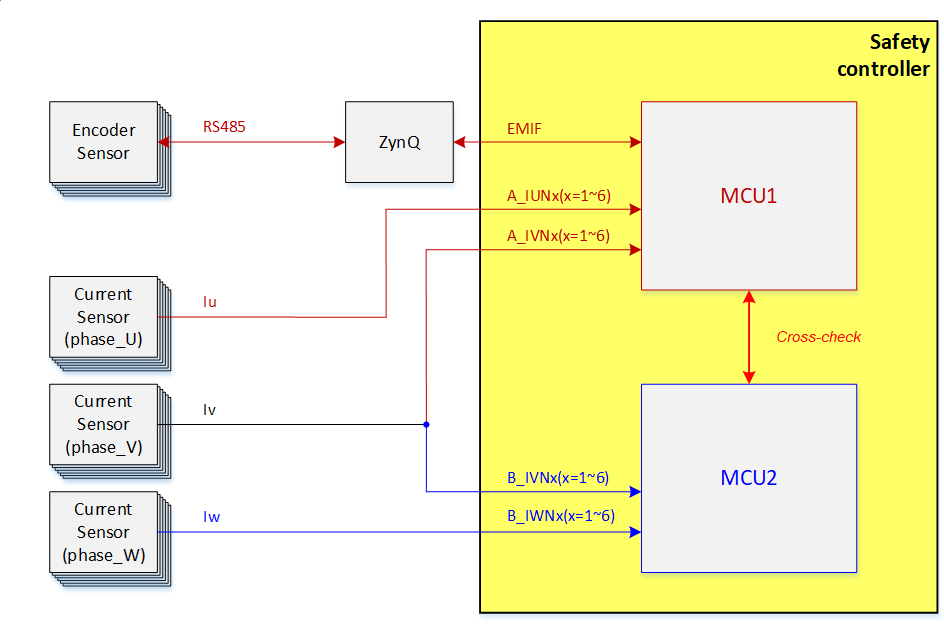 Safety
controller
Encoder
Sensor
RS485
ZynQ
EMIF
MCU1
A_IUNx(x=1~6)
A_IVNx(x=1~6)
Current
Sensor
(phase_U)
Iu
Cross-check
Current
Sensor
(phase_V)
Iv
MCU2
B_IVNx(x=1~6)
Current
Sensor
(phase_W)
Iw
B_IWNx(x=1~6)